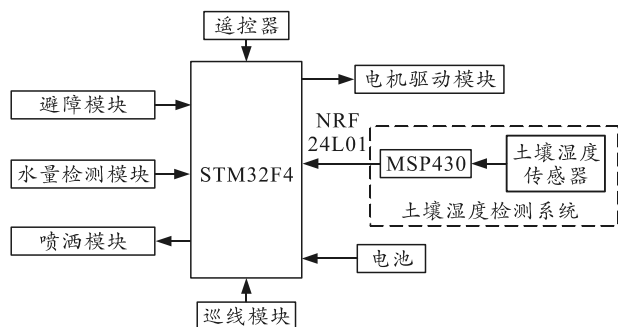 遥控器
电机驱动模块
避障模块
NRF
24L01
STM32F4
MSP430
土壤湿度
传感器
水量检测模块
土壤湿度检测系统
喷洒模块
电池
巡线模块